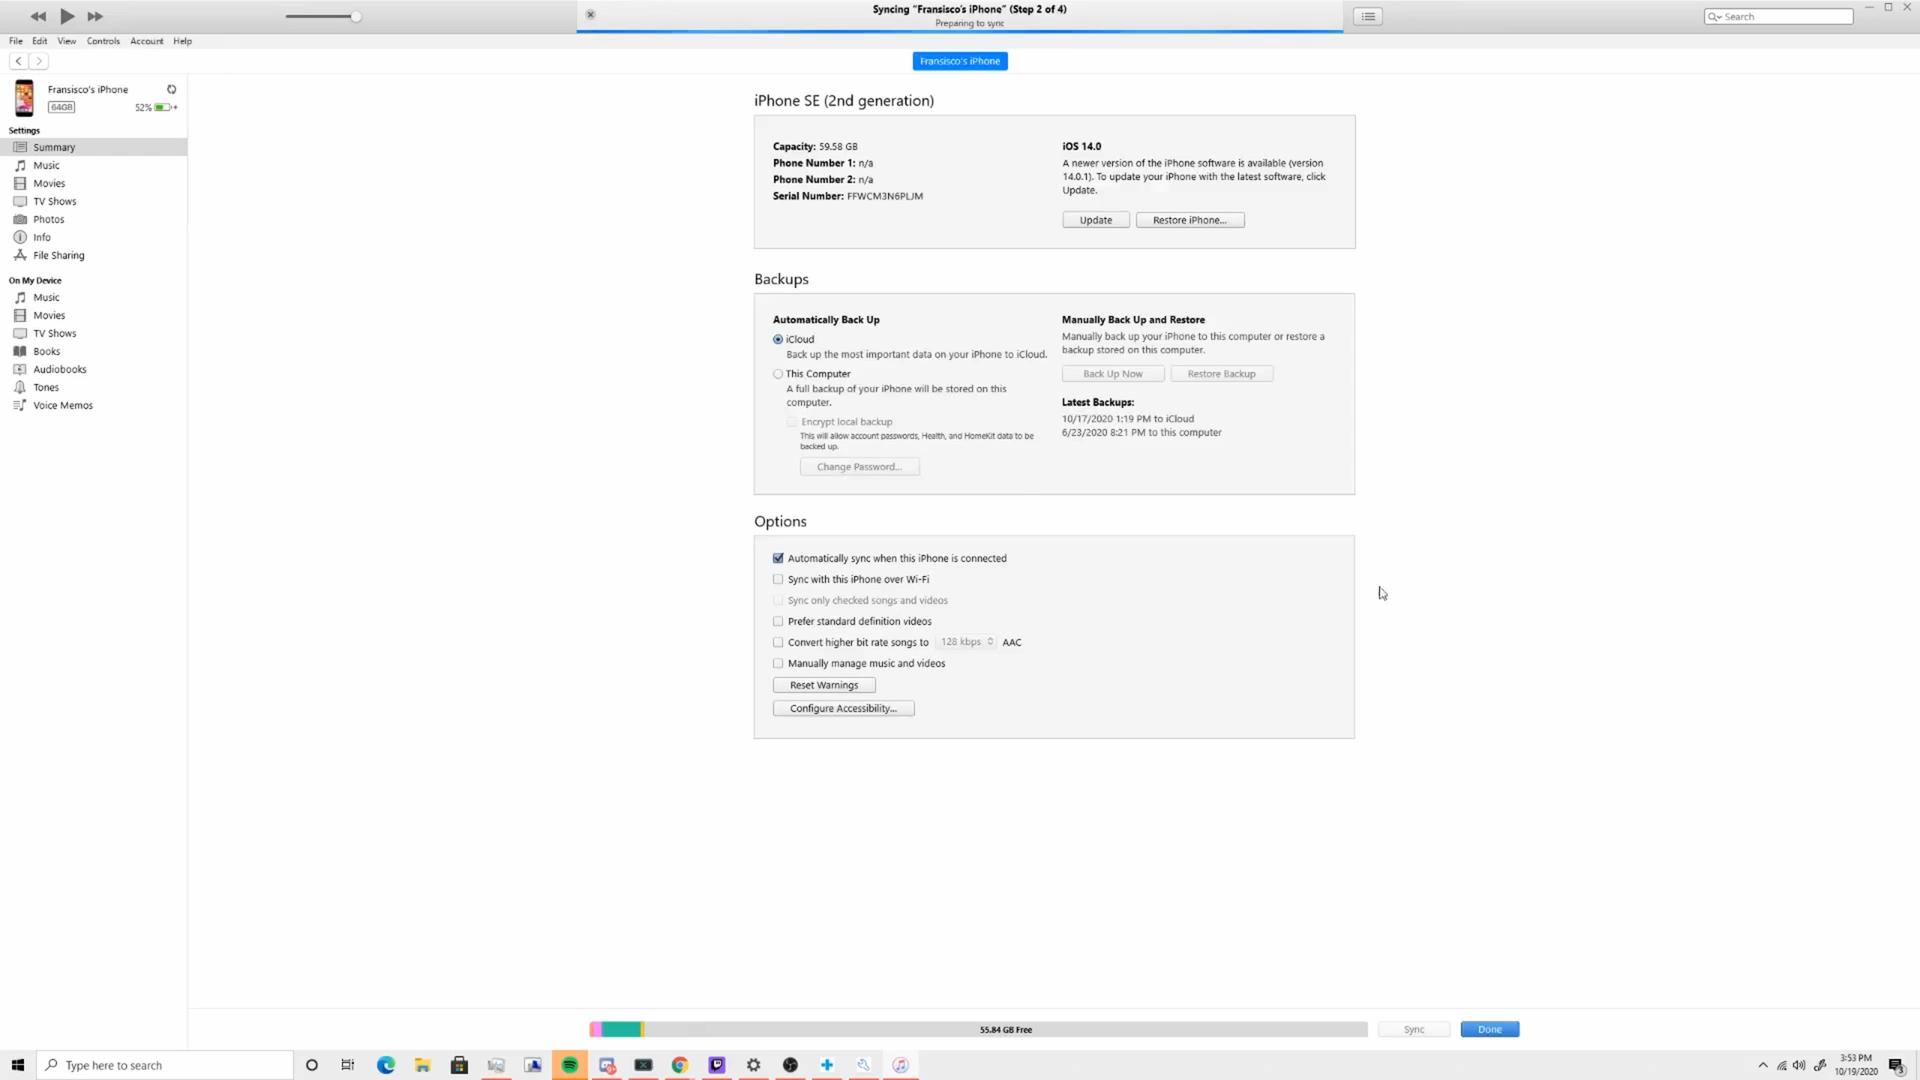 Syncing “Fransisco's iPhone” (Step 2 of 4)
Preparing to sync
Search
File Edit View Controls Account Help
Fransisco's iPhone
Fransisco's iPhone
64GB 52%
Settings
Summary
Music
Movies
TV Shows
Photos
Info
File Sharing
On My Device
Music
Movies
TV Shows
Books
Audiobooks
Tones
Voice Memos
iPhone SE (2nd generation)
Capacity: 59.58 GB
Phone Number 1: n/a
Phone Number 2: n/a
Serial Number: FFWCM3N6PLJM
iOS 14.0
A newer version of the iPhone software is available (version
14.0.1). To update your iPhone with the latest software, click
Update.
Update Restore iPhone...
Backups
Automatically Back Up
iCloud
Back up the most important data on your iPhone to iCloud.
This Computer
A full backup of your iPhone will be stored on this
computer.
Encrypt local backup
This will allow account passwords, Health, and HomeKit data to be
backed up.
Change Password...
Manually Back Up and Restore
Manually back up your iPhone to this computer or restore a
backup stored on this computer.
Back Up Now Restore Backup
Latest Backups:
10/17/2020 1:19 PM to iCloud
6/23/2020 8:21 PM to this computer
Options
Automatically sync when this iPhone is connected
Sync with this iPhone over Wi-Fi
Sync only checked songs and videos
Prefer standard definition videos
Convert higher bit rate songs to 128 kbps AAC
Manually manage music and videos
Reset Warnings
Configure Accessibility...
55.84 GB Free
Sync Done
Type here to search
3:53 PM
10/19/2020
3